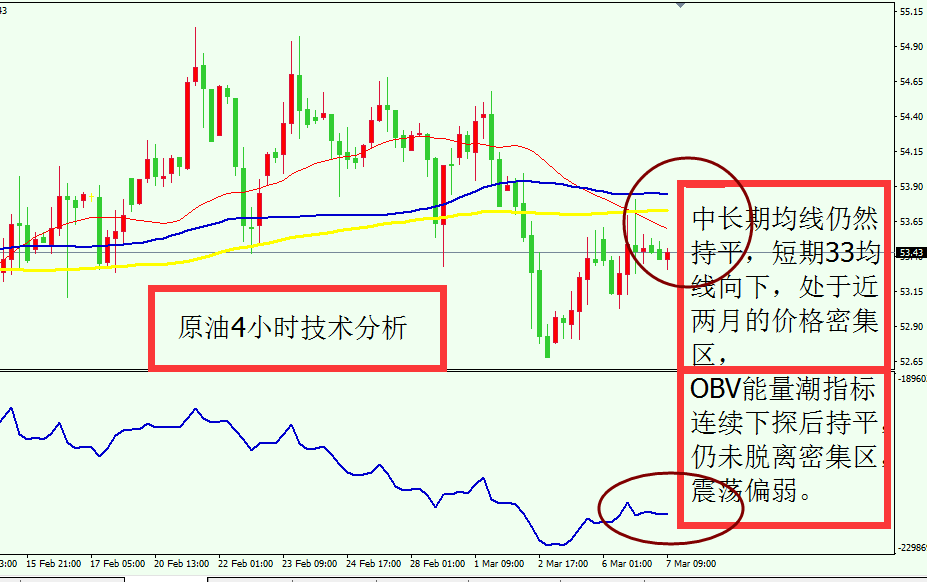 43
55.15
54.90
54.65
54.40
54.15
53.90
53.65
53.43
53.15
52.90
52.65
中长期均线仍然
持平，短期33均
线向下，处于近
两月的价格密集
区，
原油4小时技术分析
-18960
OBV能量潮指标
连续下探后持平，
仍未脱离密集区，
震荡偏弱。
-22986
3:00 15 Feb 21:00 17 Feb 05:00 20 Feb 13:00 22 Feb 01:00 23 Feb 09:00 24 Feb 17:00 28 Feb 01:00 1 Mar 09:00 2 Mar 17:00 6 Mar 01:00 7 Mar 09:00